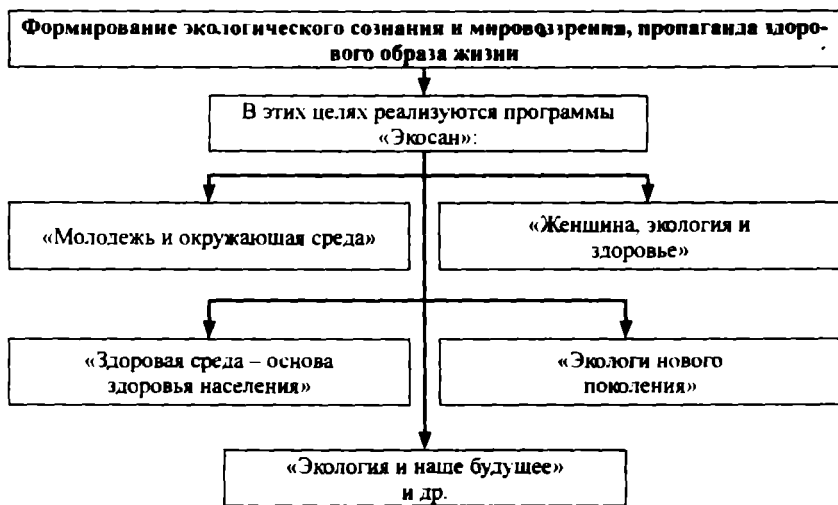 Формирование экологического сознания и мировоззрения, пропаганда здоро-
вого образа жизни
В этих целях реализуются программы
«Экосан»:
«Молодежь и окружающая среда»
«Женщина, экология и
здоровье»
«Здоровая среда – основа
здоровья населения»
«Экологи нового
поколения»
«Экология и наше будущее»
и др.